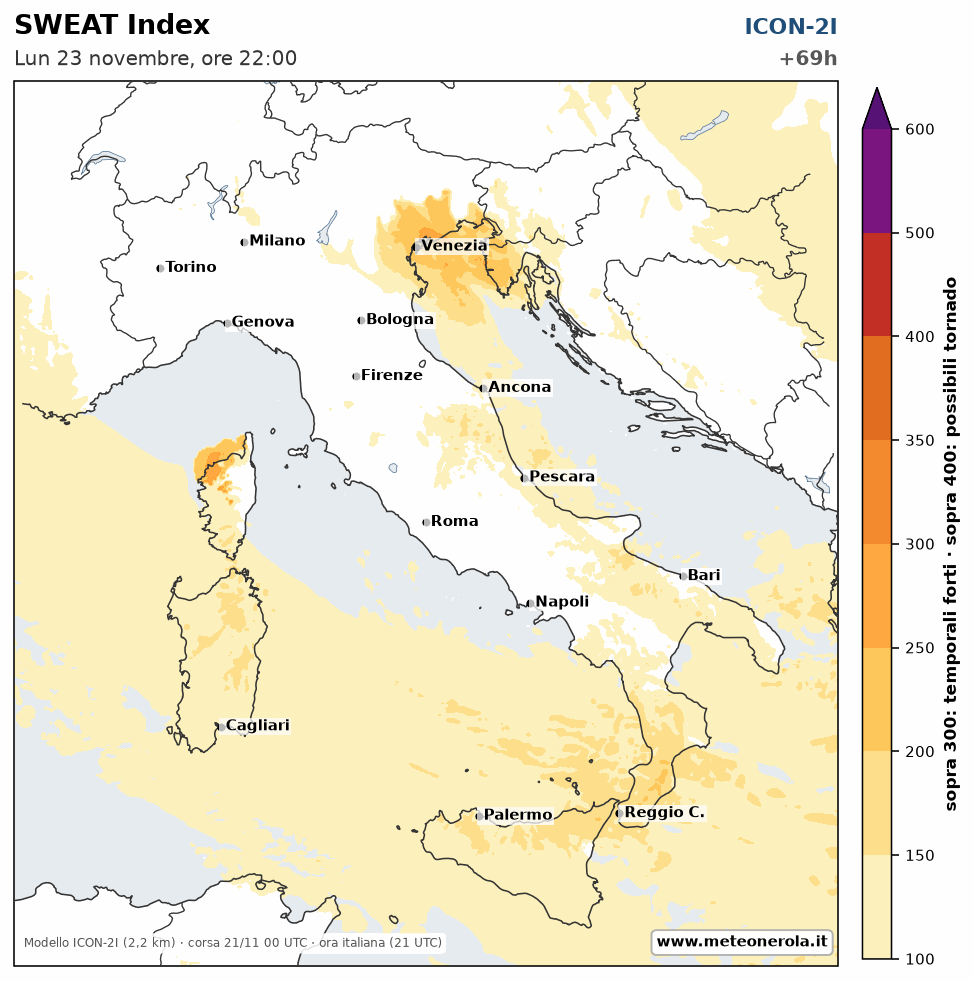 SWEAT Index
ICON-2I
Lun 23 novembre, ore 22:00
+69h
Milano
Venezia
Torino
Genova
Bologna
Firenze
Ancona
Pescara
Roma
Bari
Napoli
Cagliari
Palermo
Reggio C.
600
500
400
350
300
250
200
150
100
sopra 300: temporali forti · sopra 400: possibili tornado
Modello ICON-2I (2,2 km) · corsa 21/11 00 UTC · ora italiana (21 UTC)
www.meteonerola.it